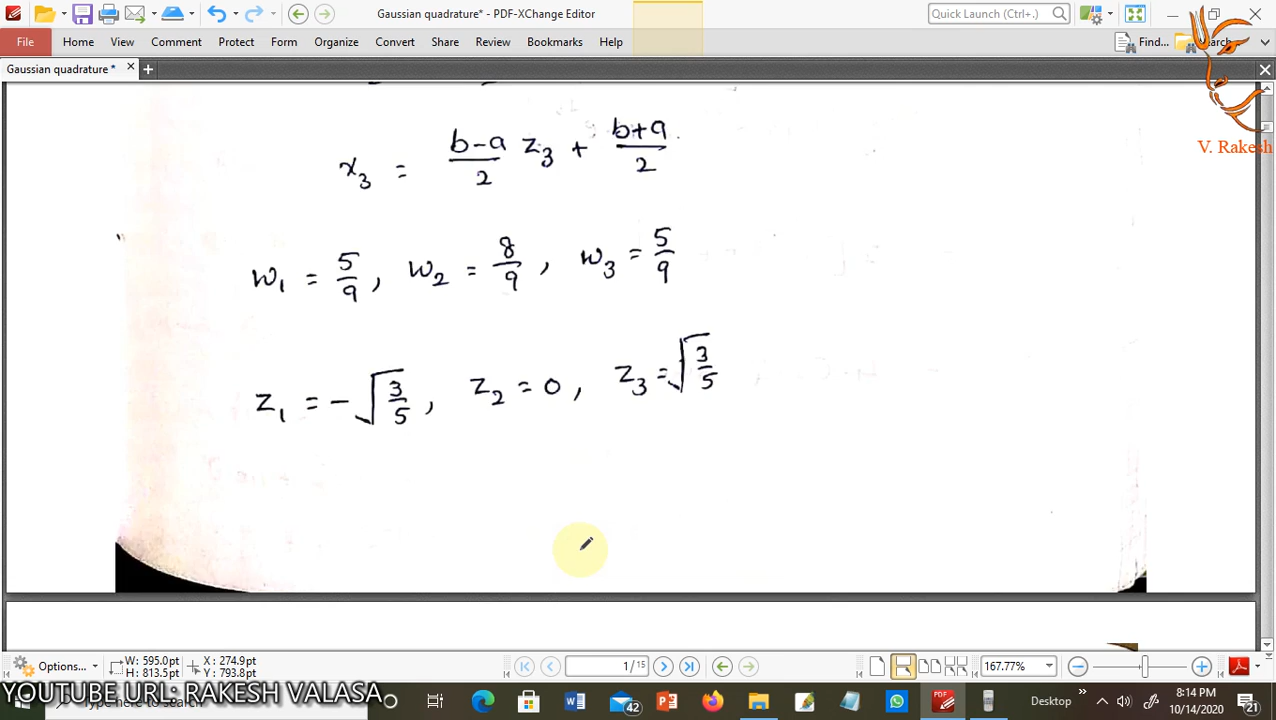 Gaussian quadrature* - PDF-XChange Editor
Quick Launch (Ctrl+.)
File Home View Comment Protect Form Organize Convert Share Review Bookmarks Help
Find...
Gaussian quadrature *
V. Rakesh
x₃ = (b-a)/2 z₃ + (b+a)/2
w₁ = 5/9, w₂ = 8/9, w₃ = 5/9
z₁ = -√(3/5), z₂ = 0, z₃ = √(3/5)
Options... W: 595.0pt X: 274.9pt
H: 813.5pt Y: 793.8pt
1/15
167.77%
YOUTUBE URL: RAKESH VALASA
42
Desktop
8:14 PM
10/14/2020
21